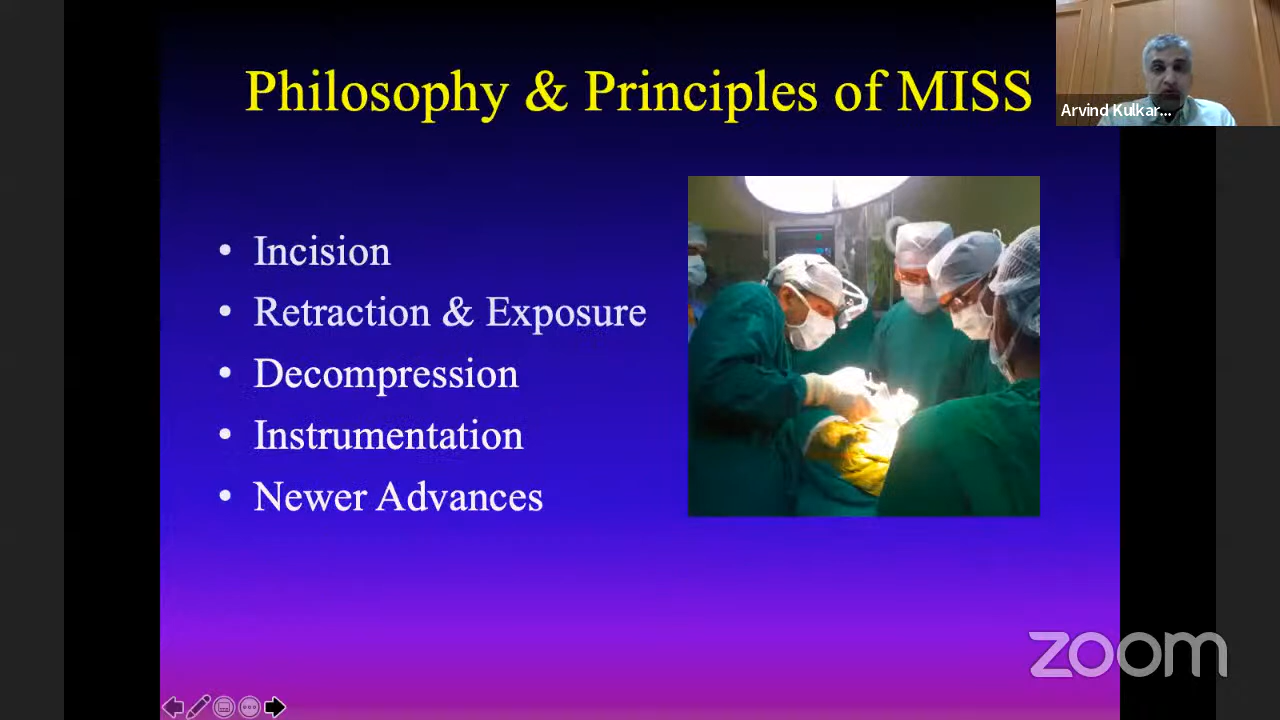 Philosophy & Principles of MISS
Arvind Kulkar...
• Incision
• Retraction & Exposure
• Decompression
• Instrumentation
• Newer Advances
zoom